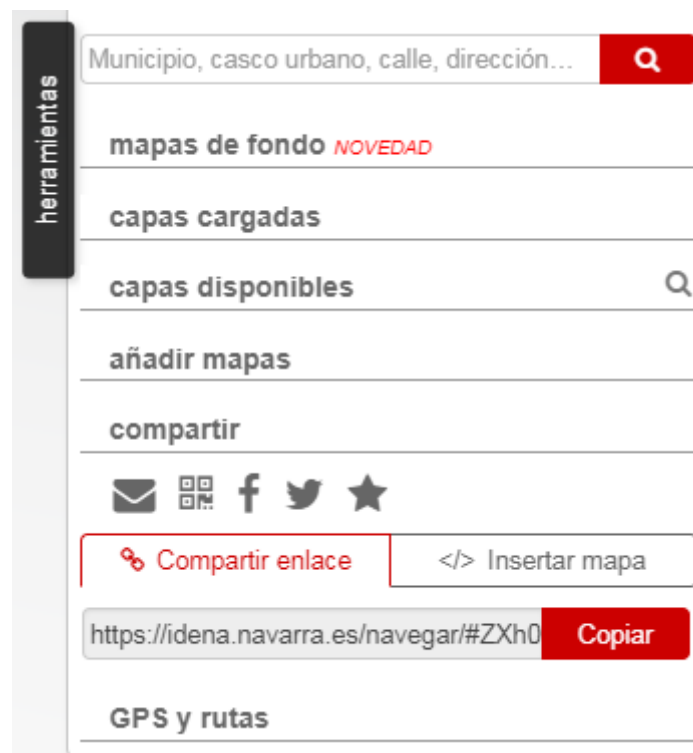 herramientas
Municipio, casco urbano, calle, dirección...
mapas de fondo NOVEDAD
capas cargadas
capas disponibles
añadir mapas
compartir
Compartir enlace
</> Insertar mapa
https://idena.navarra.es/navegar/#ZXh0
Copiar
GPS y rutas